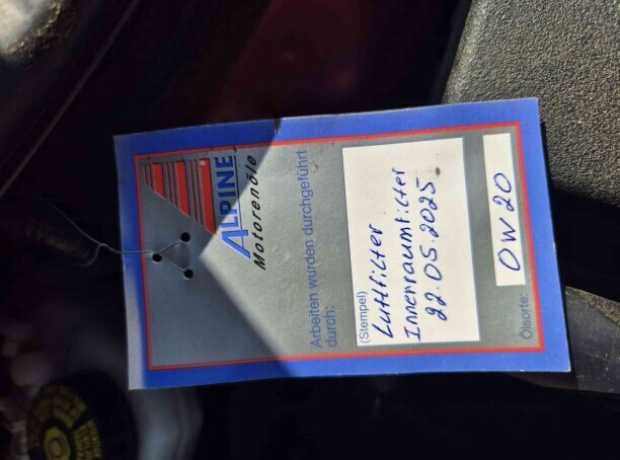 ALPINE
Motorenöle
Arbeiten wurden durchgeführt
durch:
(Stempel)
Luftfilter
Innenraumfilter
22.05.2025
Ölsorte: 0W20